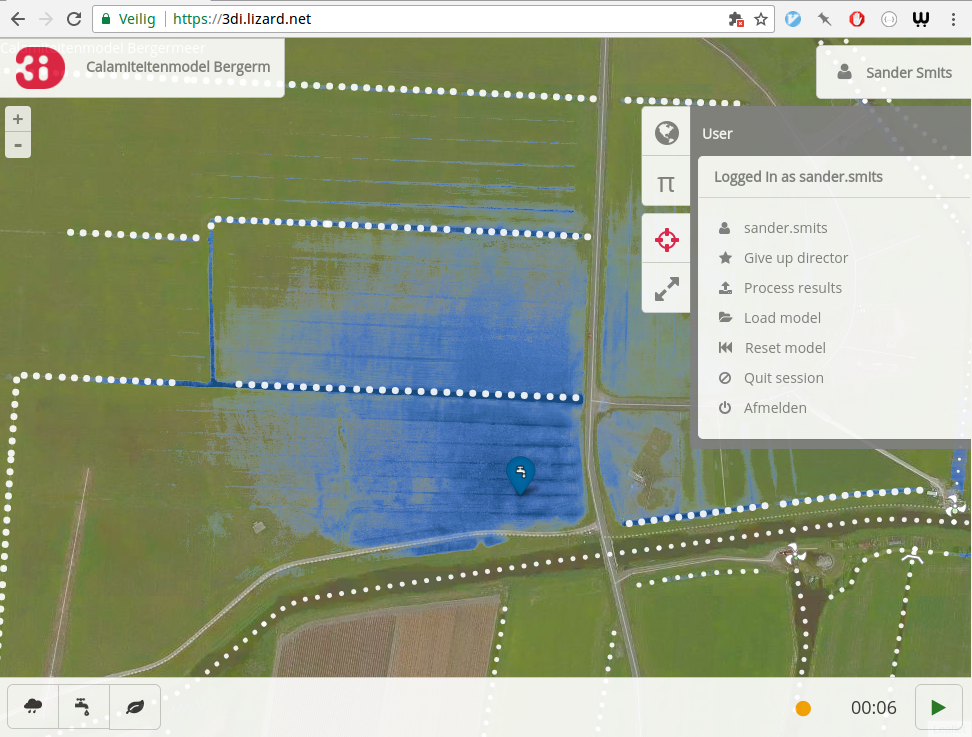 Veilig
https://3di.lizard.net
Calamiteitenmodel Bergermeer
3i
Calamiteitenmodel Bergerm
Sander Smits
+
-
User
π
Logged in as sander.smits
sander.smits
Give up director
Process results
Load model
Reset model
Quit session
Afmelden
00:06